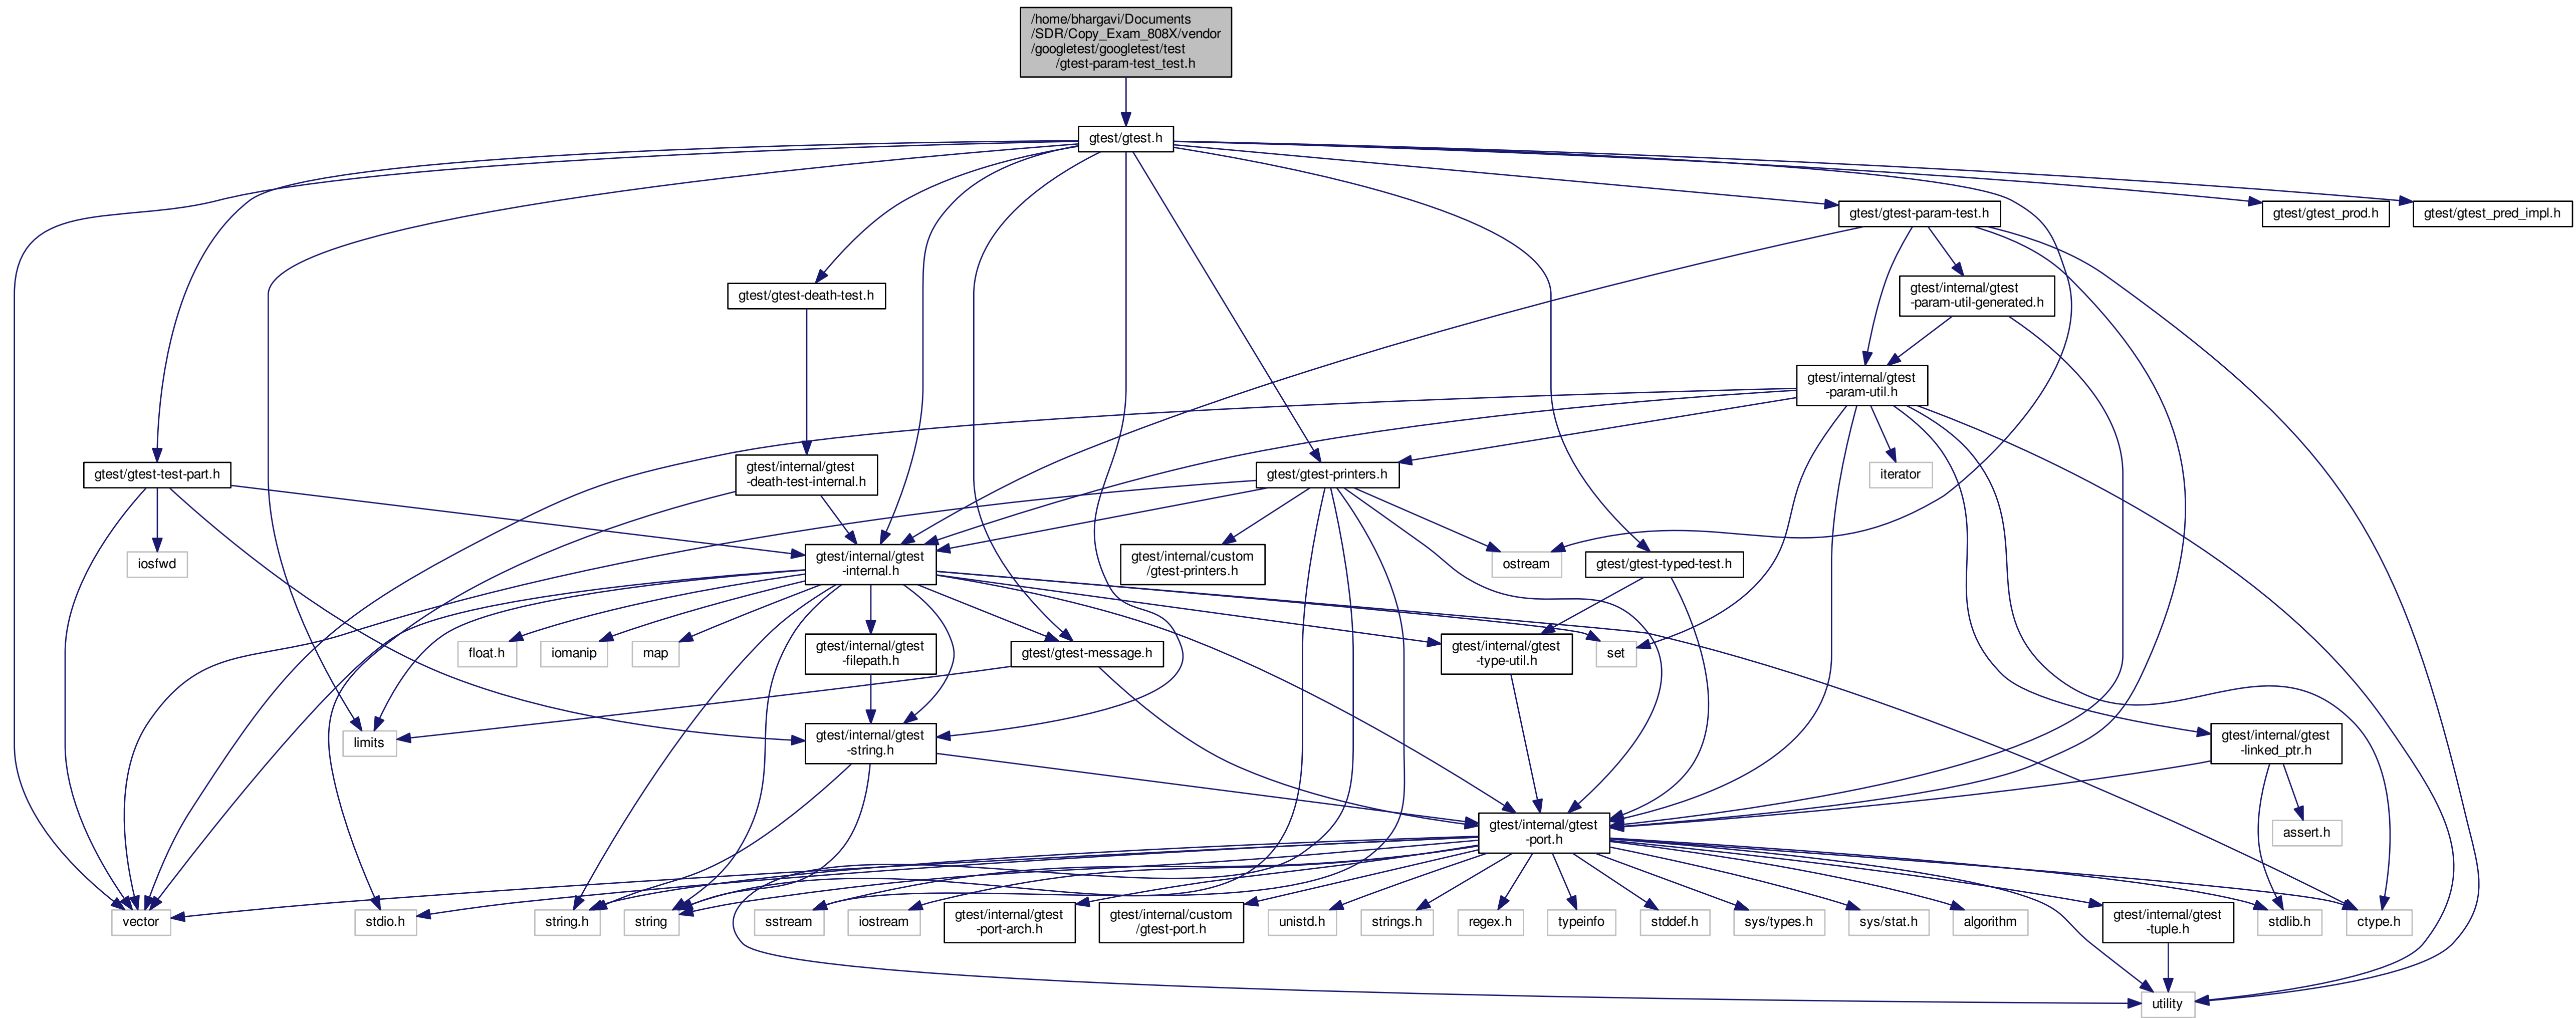 /home/bhargavi/Documents
/SDR/Copy_Exam_808X/vendor
/googletest/googletest/test
/gtest-param-test_test.h
gtest/gtest.h
gtest/gtest-param-test.h
gtest/gtest_prod.h
gtest/gtest_pred_impl.h
gtest/gtest-death-test.h
gtest/internal/gtest
-param-util-generated.h
gtest/internal/gtest
-param-util.h
gtest/gtest-test-part.h
gtest/internal/gtest
-death-test-internal.h
gtest/gtest-printers.h
iterator
iosfwd
gtest/internal/gtest
-internal.h
gtest/internal/custom
/gtest-printers.h
ostream
gtest/gtest-typed-test.h
float.h
iomanip
map
gtest/internal/gtest
-filepath.h
gtest/gtest-message.h
gtest/internal/gtest
-type-util.h
set
limits
gtest/internal/gtest
-string.h
gtest/internal/gtest
-linked_ptr.h
gtest/internal/gtest
-port.h
assert.h
vector
stdio.h
string.h
string
sstream
iostream
gtest/internal/gtest
-port-arch.h
gtest/internal/custom
/gtest-port.h
unistd.h
strings.h
regex.h
typeinfo
stddef.h
sys/types.h
sys/stat.h
algorithm
gtest/internal/gtest
-tuple.h
stdlib.h
ctype.h
utility